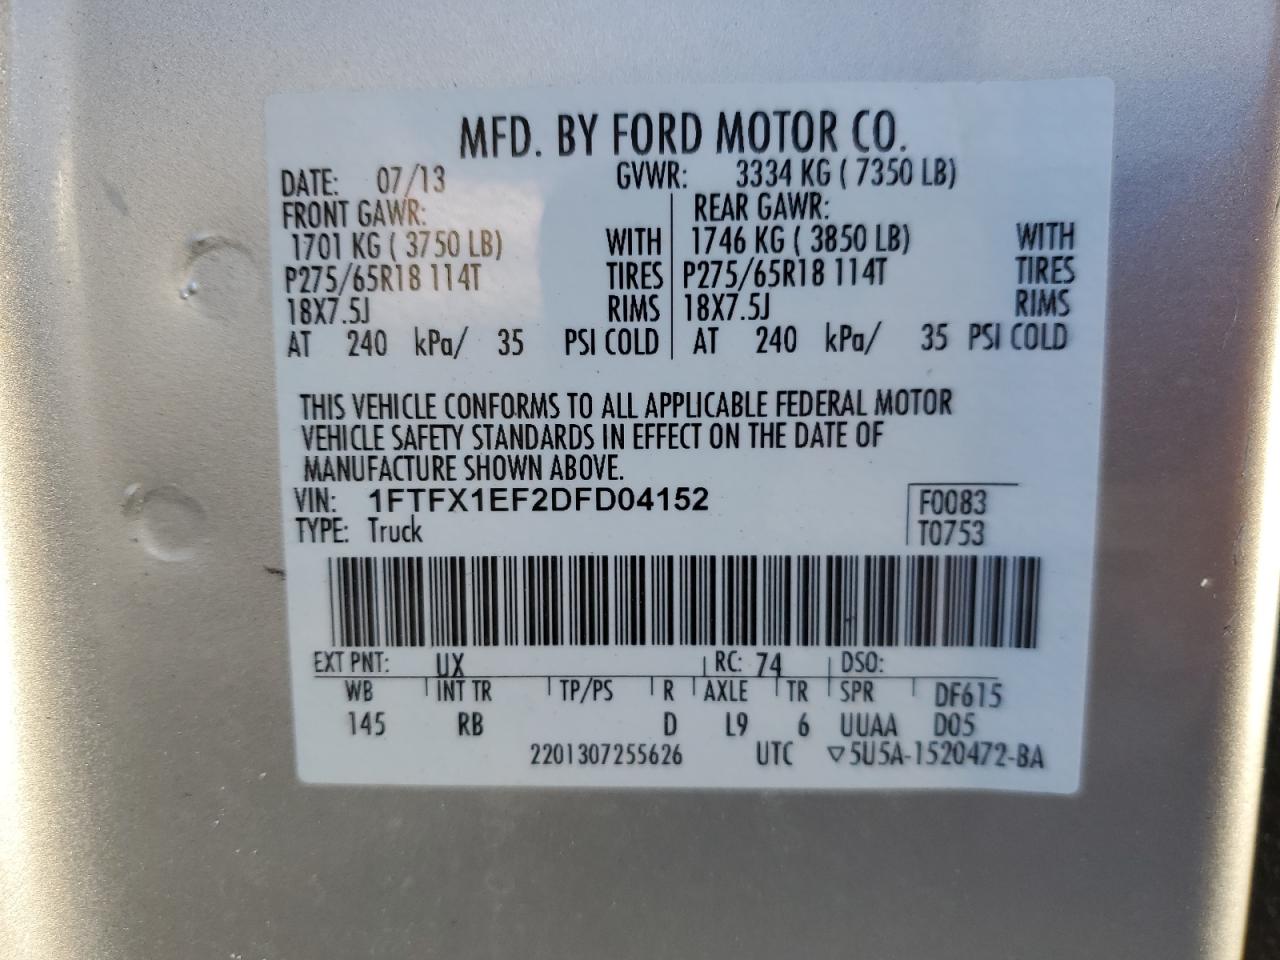 MFD. BY FORD MOTOR CO.
DATE: 07/13 GVWR: 3334 KG ( 7350 LB)
FRONT GAWR: REAR GAWR:
1701 KG ( 3750 LB) WITH 1746 KG ( 3850 LB) WITH
P275/65R18 114T TIRES P275/65R18 114T TIRES
18X7.5J RIMS 18X7.5J RIMS
AT 240 kPa/ 35 PSI COLD AT 240 kPa/ 35 PSI COLD
THIS VEHICLE CONFORMS TO ALL APPLICABLE FEDERAL MOTOR
VEHICLE SAFETY STANDARDS IN EFFECT ON THE DATE OF
MANUFACTURE SHOWN ABOVE.
VIN: 1FTFX1EF2DFD04152 F0083
TYPE: Truck T0753
EXT PNT: UX RC: 74 DSO:
WB INT TR TP/PS R AXLE TR SPR DF615
145 RB D L9 6 UUAA D05
2201307255626 UTC ▽5U5A-1520472-BA